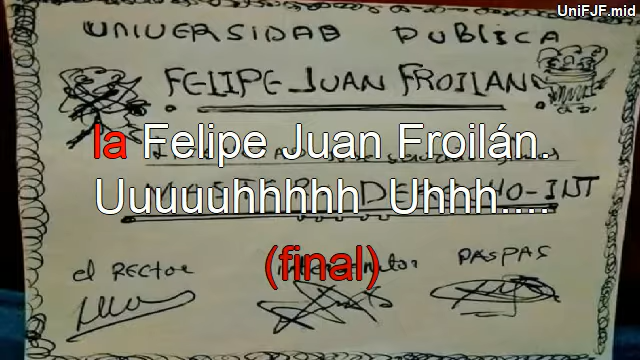 UniFJF.mid
UNIVERSIDAD PUBLICA
FELIPE JUAN FROILAN
la Felipe Juan Froilán.
Uuuuuhhhhh Uhhh....
(final)
el RECTOR
PASPAS